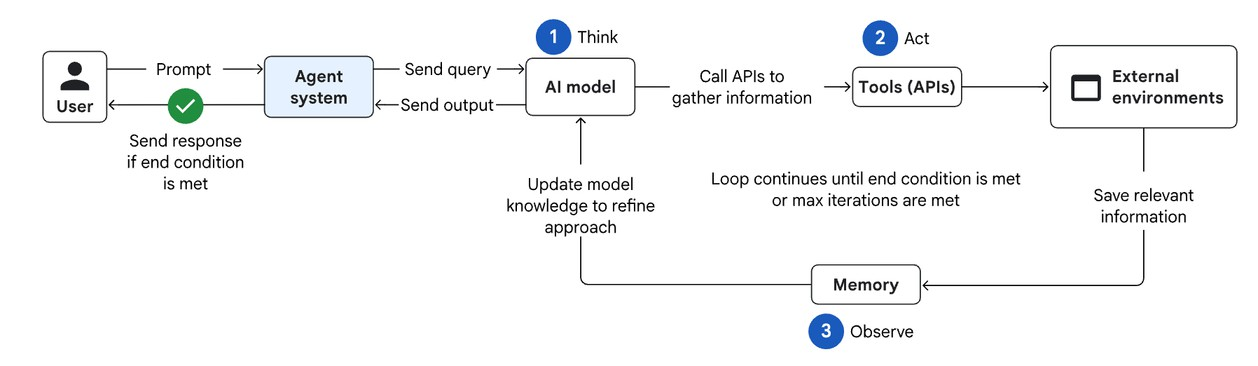 1 Think
2 Act
User
Prompt
Agent
system
Send query
Send output
AI model
Call APIs to
gather information
Tools (APIs)
External
environments
Send response
if end condition
is met
Update model
knowledge to refine
approach
Loop continues until end condition is met
or max iterations are met
Save relevant
information
Memory
3 Observe